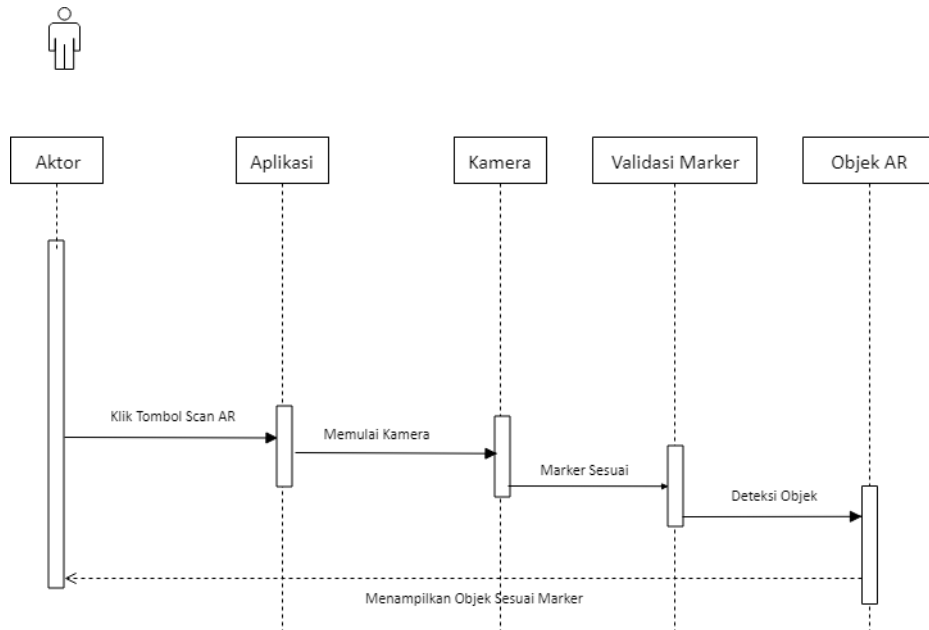 Aktor
Aplikasi
Kamera
Validasi Marker
Objek AR
Klik Tombol Scan AR
Memulai Kamera
Marker Sesuai
Deteksi Objek
Menampilkan Objek Sesuai Marker